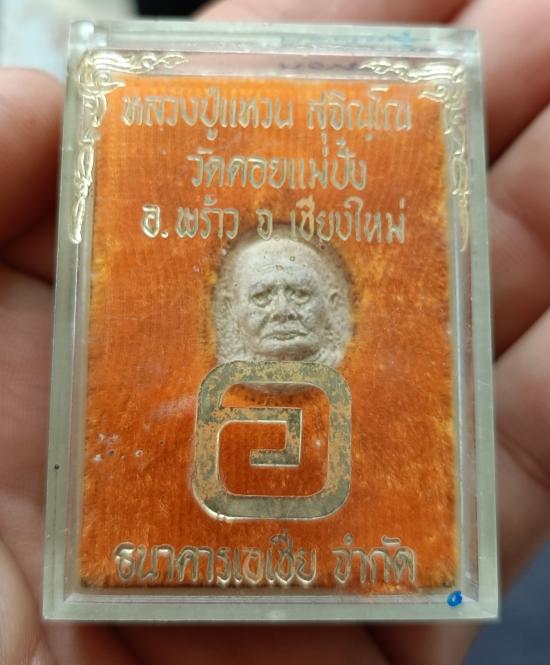 หลวงปู่แหวน สุจิณฺโณ
วัดดอยแม่ปั๋ง
อ.พร้าว จ.เชียงใหม่
ธนาคารเอเชีย จำกัด